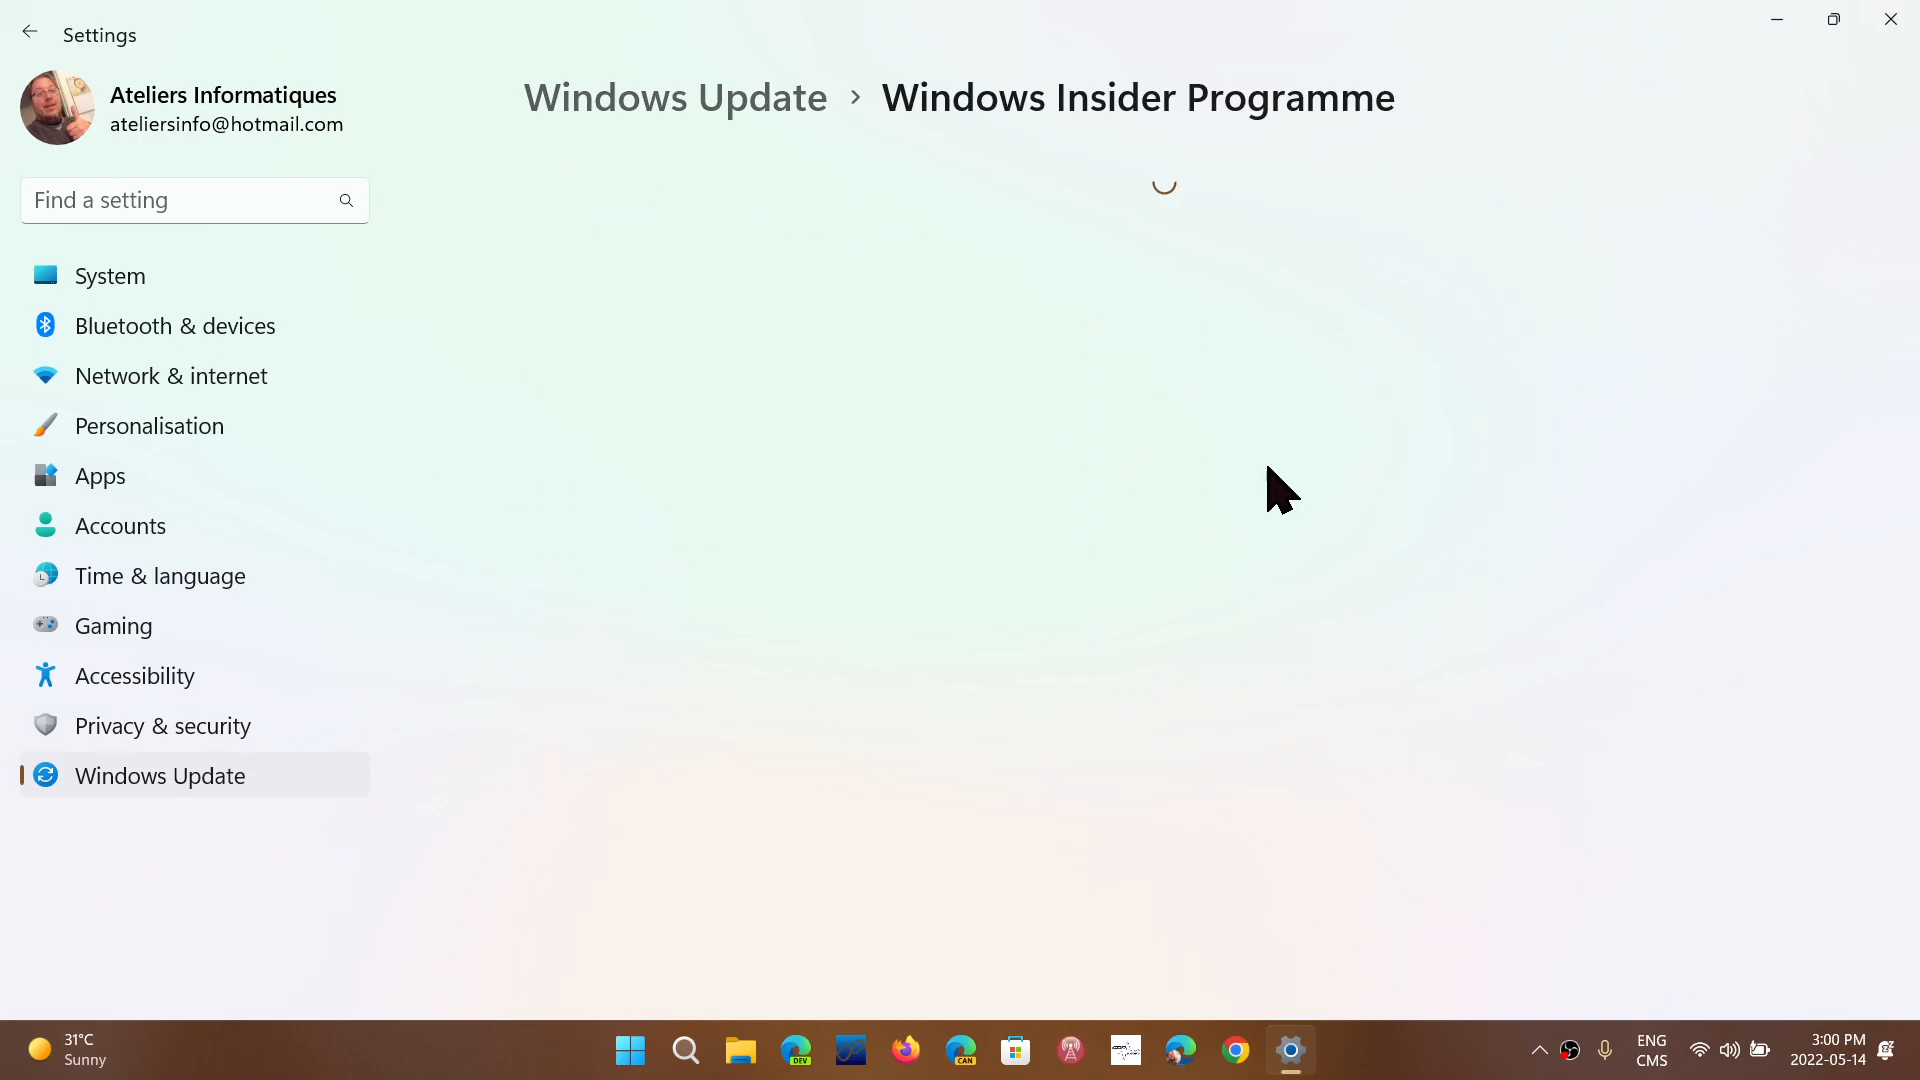 Settings
Ateliers Informatiques
ateliersinfo@hotmail.com
Windows Update > Windows Insider Programme
Find a setting
System
Bluetooth & devices
Network & internet
Personalisation
Apps
Accounts
Time & language
Gaming
Accessibility
Privacy & security
Windows Update
31°C
Sunny
DEV
CAN
ENG
CMS
3:00 PM
2022-05-14